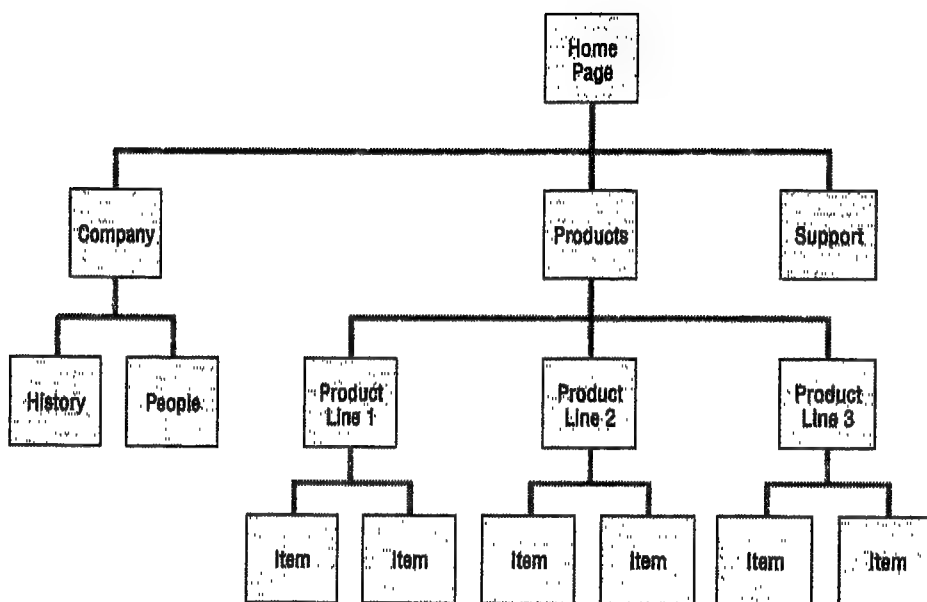 Home
Page
Company
Products
Support
History
People
Product
Line 1
Product
Line 2
Product
Line 3
Item
Item
Item
Item
Item
Item